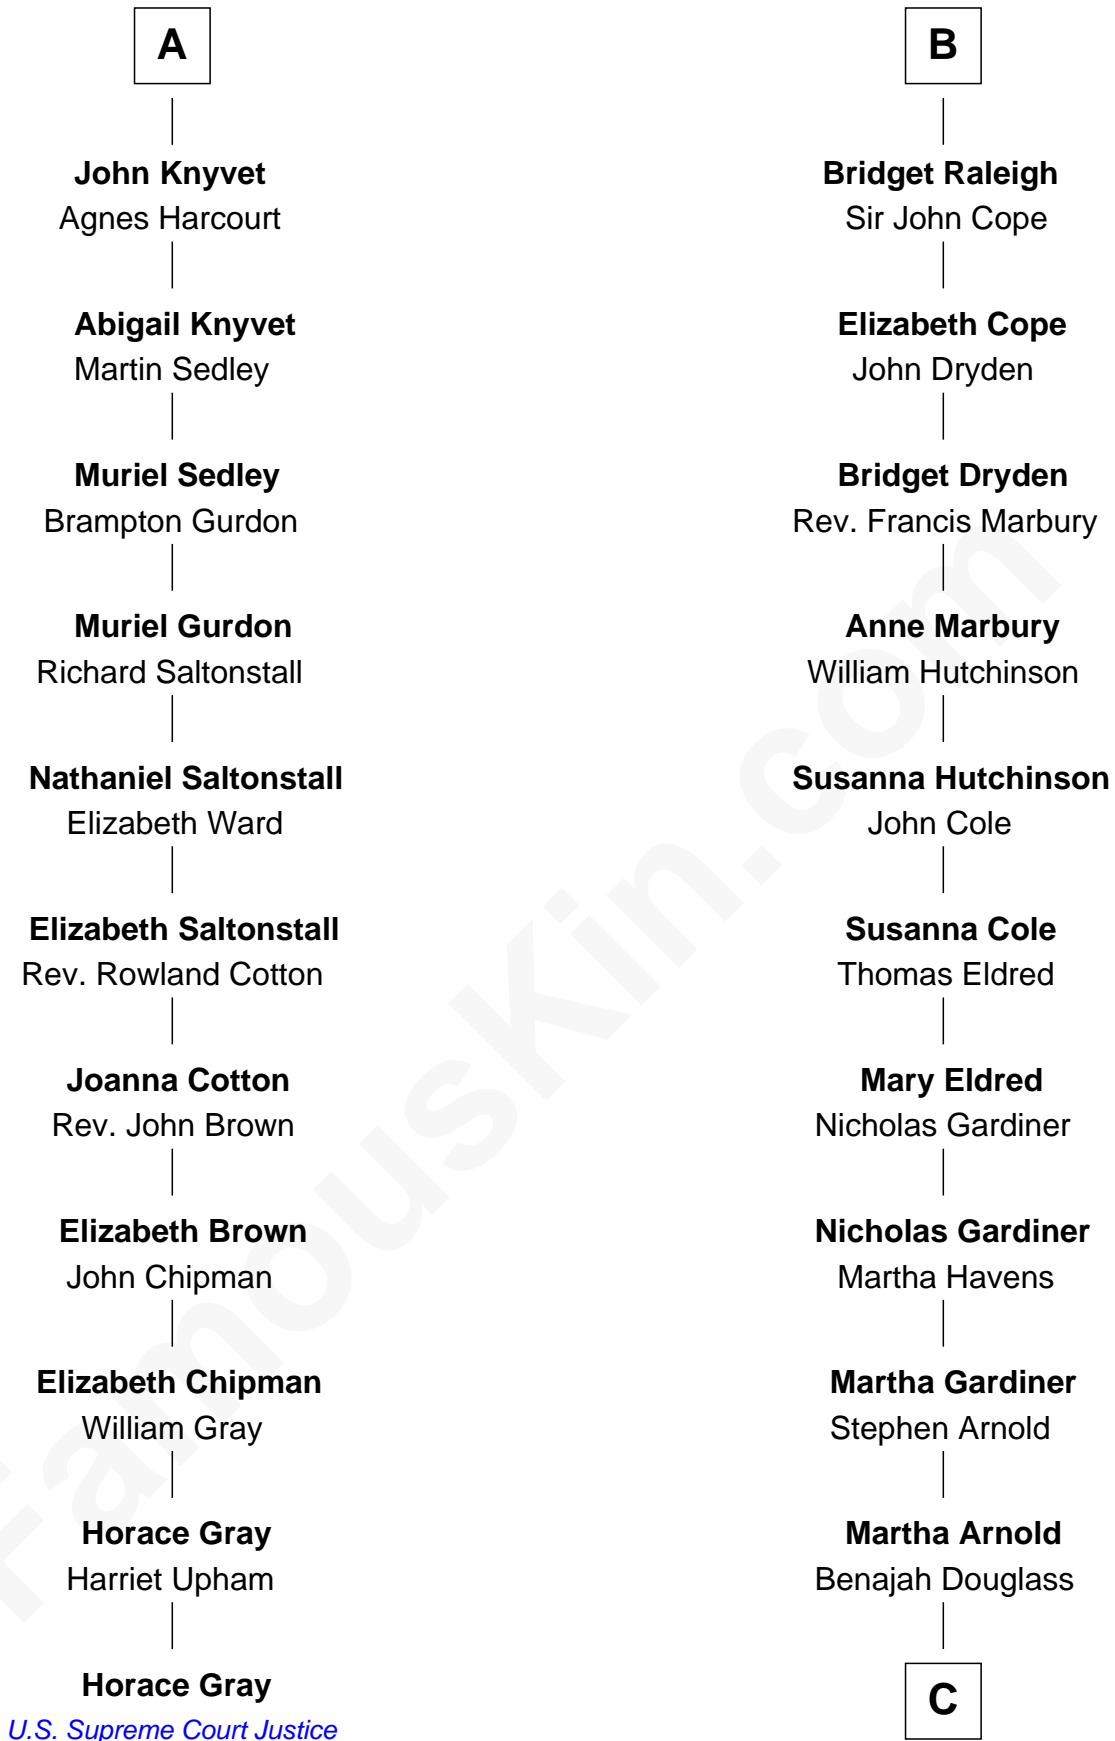 A
John Knyvet
Agnes Harcourt
Abigail Knyvet
Martin Sedley
Muriel Sedley
Brampton Gurdon
Muriel Gurdon
Richard Saltonstall
Nathaniel Saltonstall
Elizabeth Ward
Elizabeth Saltonstall
Rev. Rowland Cotton
Joanna Cotton
Rev. John Brown
Elizabeth Brown
John Chipman
Elizabeth Chipman
William Gray
Horace Gray
Harriet Upham
Horace Gray
U.S. Supreme Court Justice
B
Bridget Raleigh
Sir John Cope
Elizabeth Cope
John Dryden
Bridget Dryden
Rev. Francis Marbury
Anne Marbury
William Hutchinson
Susanna Hutchinson
John Cole
Susanna Cole
Thomas Eldred
Mary Eldred
Nicholas Gardiner
Nicholas Gardiner
Martha Havens
Martha Gardiner
Stephen Arnold
Martha Arnold
Benajah Douglass
C
FamousKin.com